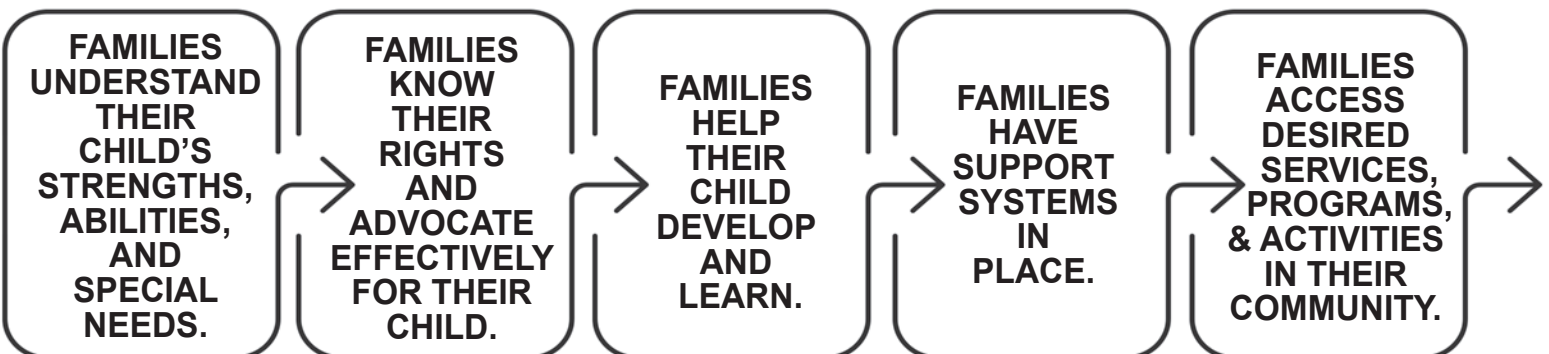 FAMILIES
UNDERSTAND
THEIR
CHILD’S
STRENGTHS,
ABILITIES,
AND
SPECIAL
NEEDS.
FAMILIES
KNOW
THEIR
RIGHTS
AND
ADVOCATE
EFFECTIVELY
FOR THEIR
CHILD.
FAMILIES
HELP
THEIR
CHILD
DEVELOP
AND
LEARN.
FAMILIES
HAVE
SUPPORT
SYSTEMS
IN
PLACE.
FAMILIES
ACCESS
DESIRED
SERVICES,
PROGRAMS,
& ACTIVITIES
IN THEIR
COMMUNITY.